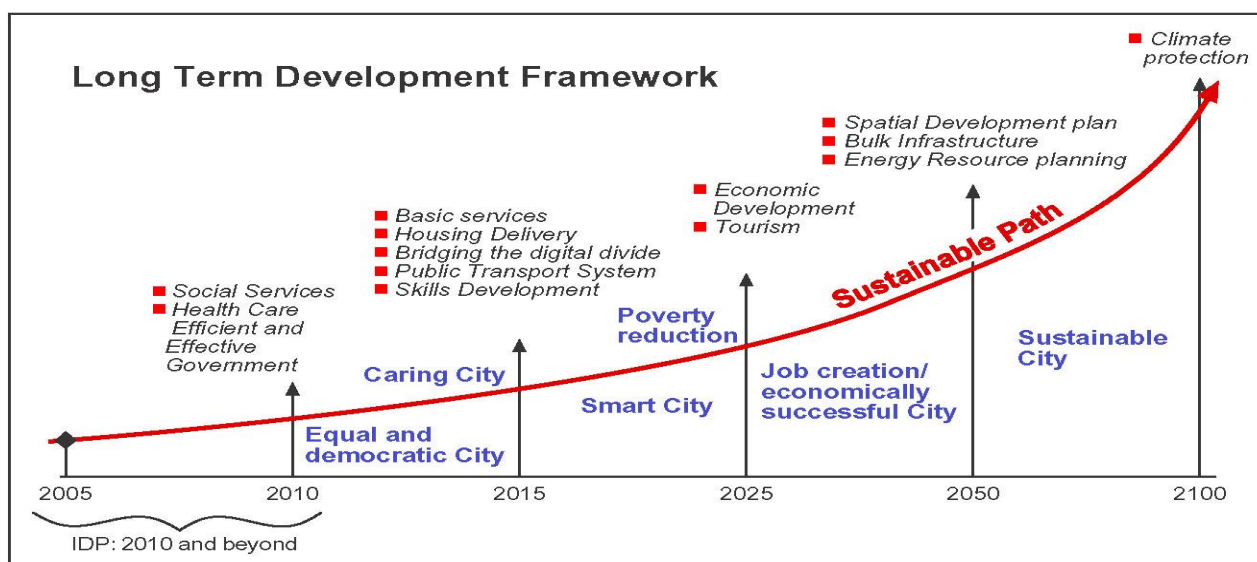 Long Term Development Framework
Climate
protection
Spatial Development plan
Bulk Infrastructure
Energy Resource planning
Economic
Development
Tourism
Basic services
Housing Delivery
Bridging the digital divide
Public Transport System
Skills Development
Social Services
Health Care
Efficient and
Effective
Government
Sustainable Path
Poverty
reduction
Caring City
Smart City
Equal and
democratic City
Job creation/
economically
successful City
Sustainable
City
2005
2010
2015
2025
2050
2100
IDP: 2010 and beyond